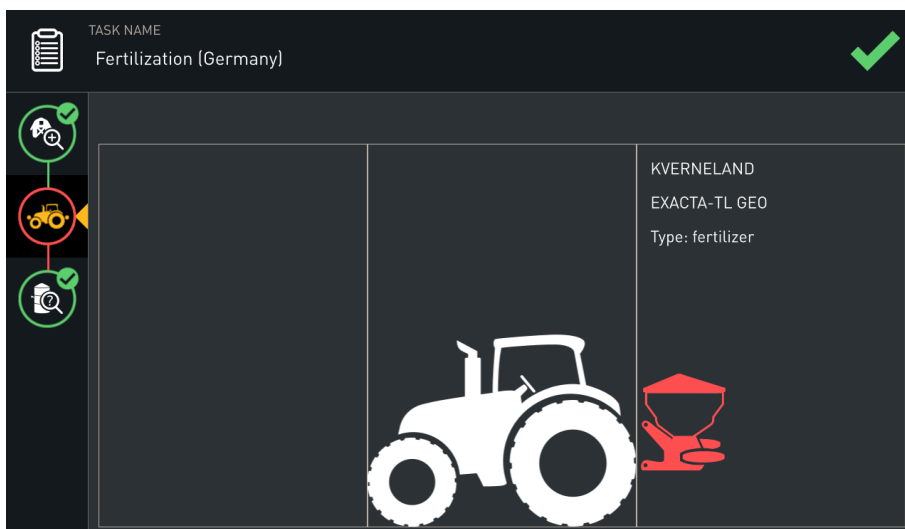 TASK NAME
Fertilization (Germany)
KVERNELAND
EXACTA-TL GEO
Type: fertilizer